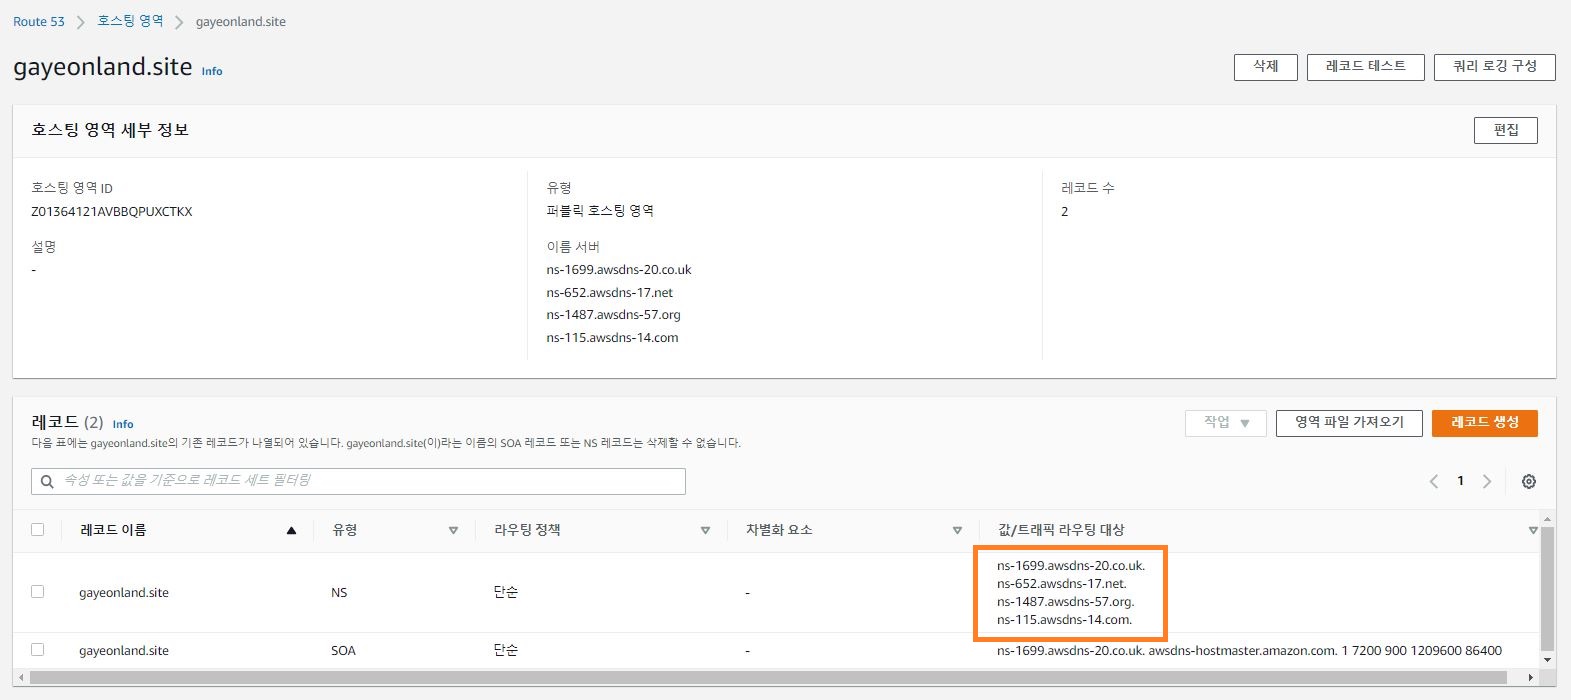 Route 53 > 호스팅 영역 > gayeonland.site
gayeonland.site Info
삭제 레코드 테스트 쿼리 로깅 구성
호스팅 영역 세부 정보
편집
호스팅 영역 ID
Z01364121AVBBQPUXCTKX
설명
-
유형
퍼블릭 호스팅 영역
이름 서버
ns-1699.awsdns-20.co.uk
ns-652.awsdns-17.net
ns-1487.awsdns-57.org
ns-115.awsdns-14.com
레코드 수
2
레코드 (2) Info
다음 표에는 gayeonland.site의 기존 레코드가 나열되어 있습니다. gayeonland.site(이)라는 이름의 SOA 레코드 또는 NS 레코드는 삭제할 수 없습니다.
작업 영역 파일 가져오기 레코드 생성
속성 또는 값을 기준으로 레코드 세트 필터링
1
레코드 이름 유형 라우팅 정책 차별화 요소 값/트래픽 라우팅 대상
gayeonland.site NS 단순 -
ns-1699.awsdns-20.co.uk.
ns-652.awsdns-17.net.
ns-1487.awsdns-57.org.
ns-115.awsdns-14.com.
gayeonland.site SOA 단순 - ns-1699.awsdns-20.co.uk. awsdns-hostmaster.amazon.com. 1 7200 900 1209600 86400